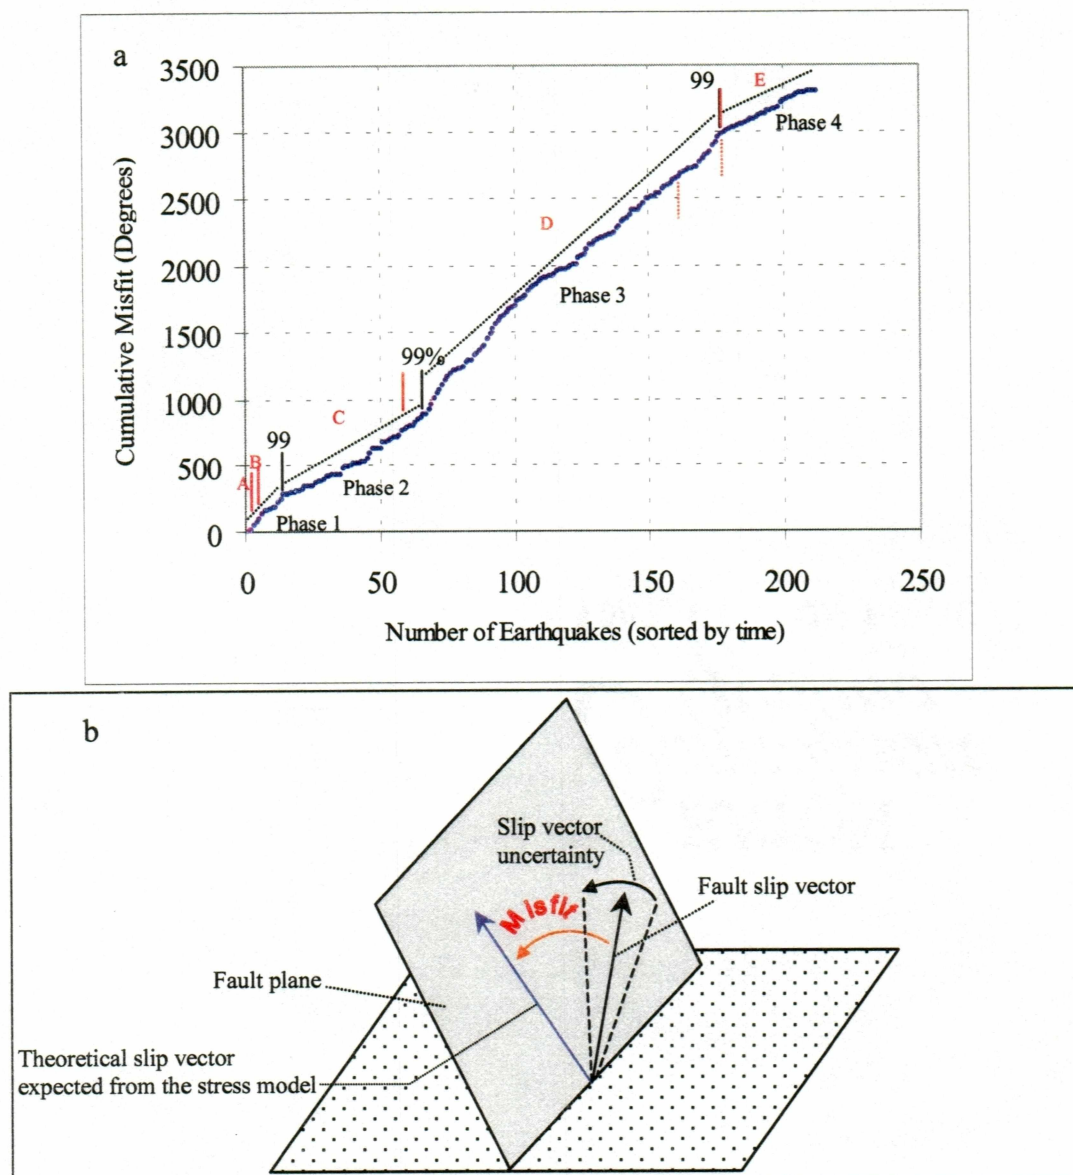 a
3500
3000
2500
2000
1500
1000
500
0
Cumulative Misfit (Degrees)
0 50 100 150 200 250
Number of Earthquakes (sorted by time)
A
B
99
Phase 1
C
Phase 2
99%
D
Phase 3
99
E
Phase 4
b
Slip vector
uncertainty
Fault slip vector
Misfit
Fault plane
Theoretical slip vector
expected from the stress model